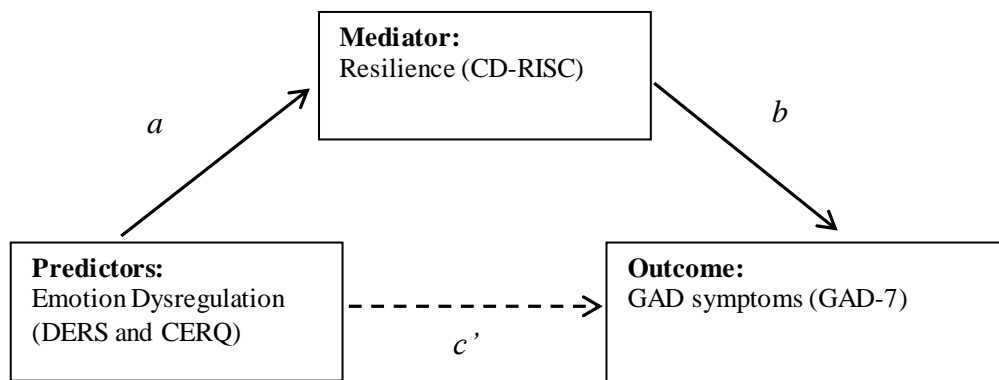 Mediator:
Resilience (CD-RISC)
a
b
Predictors:
Emotion Dysregulation
(DERS and CERQ)
Outcome:
GAD symptoms (GAD-7)
c’